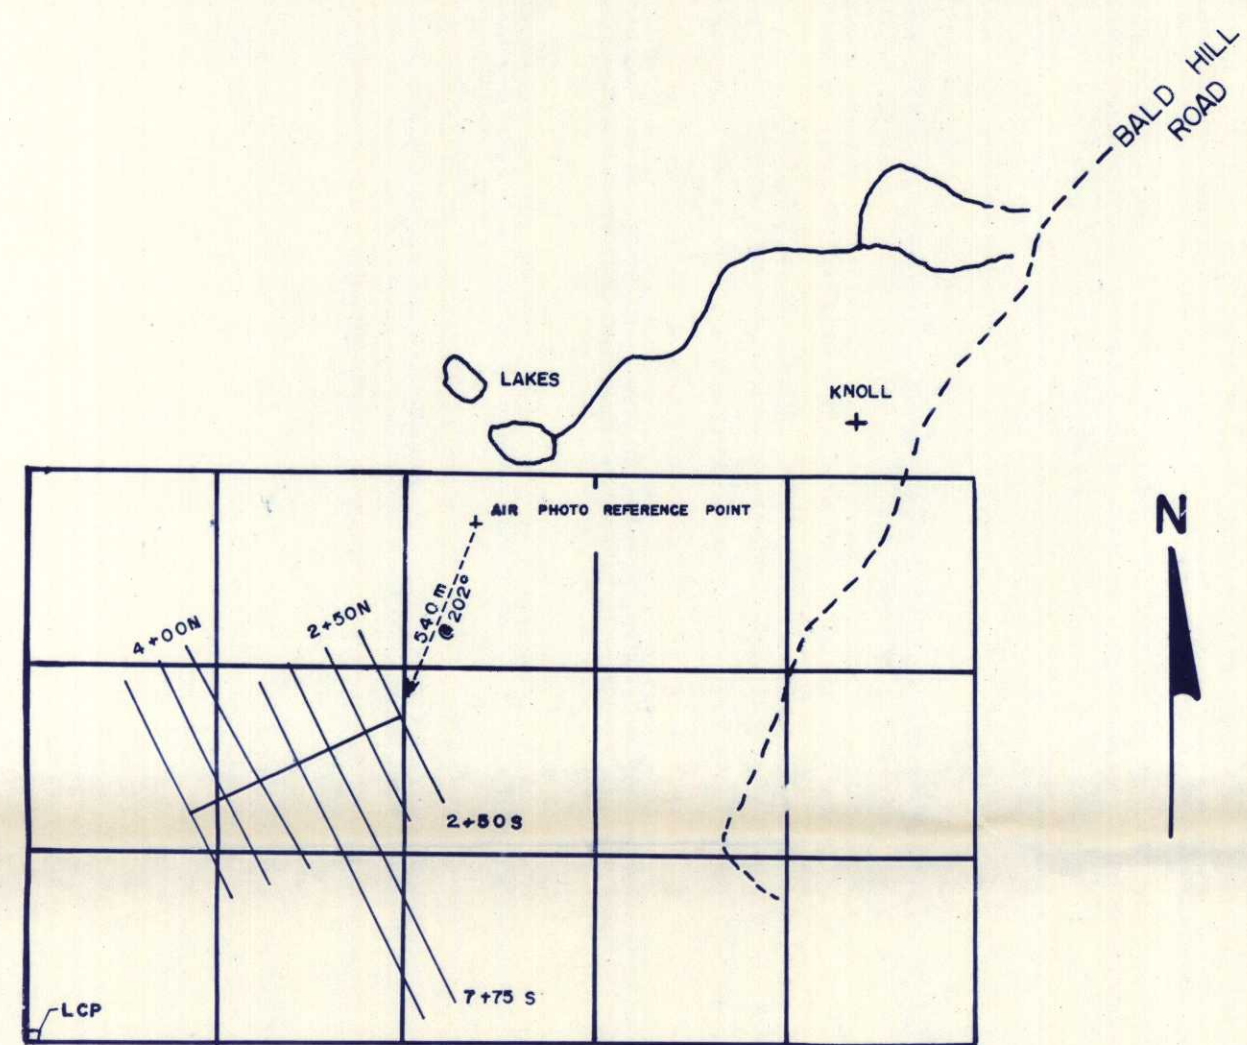 BALD HILL
ROAD
LAKES
KNOLL
AIR PHOTO REFERENCE POINT
N
540 m
@ 202°
4+00N
2+50N
2+50S
7+75 S
LCP